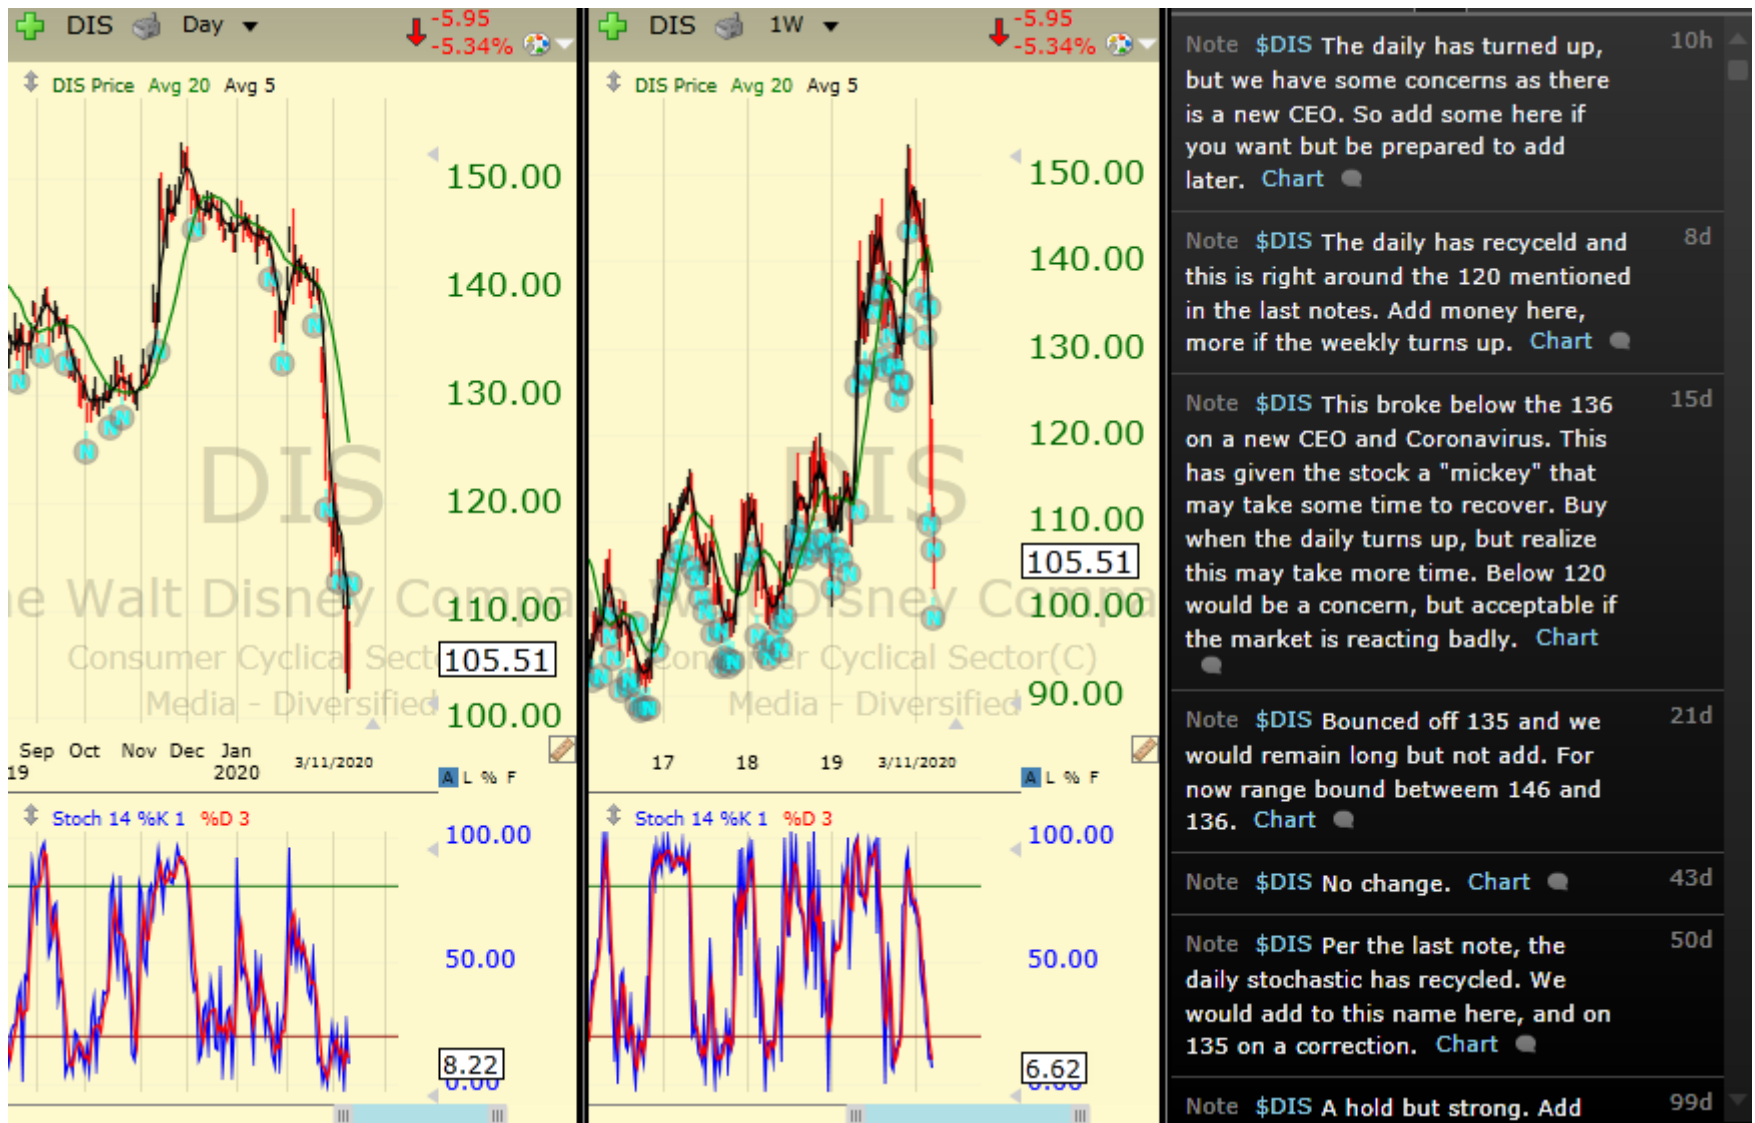 DIS Day
-5.95
-5.34%
DIS Price Avg 20 Avg 5
150.00
140.00
130.00
120.00
110.00
105.51
100.00
DIS
The Walt Disney Compa
Consumer Cyclical Secto
Media - Diversified
Sep Oct Nov Dec Jan
19 2020 3/11/2020
A L % F
Stoch 14 %K 1 %D 3
100.00
50.00
8.22
0.00
DIS 1W
-5.95
-5.34%
DIS Price Avg 20 Avg 5
150.00
140.00
130.00
120.00
110.00
105.51
100.00
90.00
DIS
Disney Compa
Consumer Cyclical Sector(C)
Media - Diversified
17 18 19 3/11/2020
A L % F
Stoch 14 %K 1 %D 3
100.00
50.00
6.62
0.00
Note $DIS The daily has turned up, 10h
but we have some concerns as there
is a new CEO. So add some here if
you want but be prepared to add
later. Chart
Note $DIS The daily has recyceld and 8d
this is right around the 120 mentioned
in the last notes. Add money here,
more if the weekly turns up. Chart
Note $DIS This broke below the 136 15d
on a new CEO and Coronavirus. This
has given the stock a "mickey" that
may take some time to recover. Buy
when the daily turns up, but realize
this may take more time. Below 120
would be a concern, but acceptable if
the market is reacting badly. Chart
Note $DIS Bounced off 135 and we 21d
would remain long but not add. For
now range bound betweem 146 and
136. Chart
Note $DIS No change. Chart 43d
Note $DIS Per the last note, the 50d
daily stochastic has recycled. We
would add to this name here, and on
135 on a correction. Chart
Note $DIS A hold but strong. Add 99d